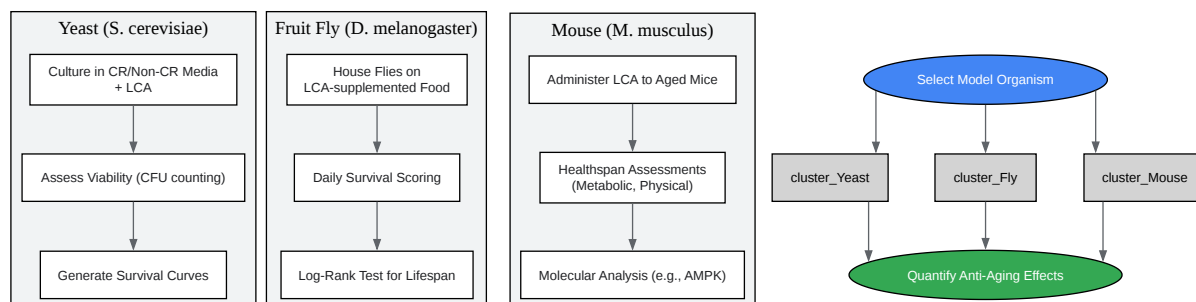 Yeast (S. cerevisiae)
Culture in CR/Non-CR Media
+ LCA
Assess Viability (CFU counting)
Generate Survival Curves
Fruit Fly (D. melanogaster)
House Flies on
LCA-supplemented Food
Daily Survival Scoring
Log-Rank Test for Lifespan
Mouse (M. musculus)
Administer LCA to Aged Mice
Healthspan Assessments
(Metabolic, Physical)
Molecular Analysis (e.g., AMPK)
Select Model Organism
cluster_Yeast
cluster_Fly
cluster_Mouse
Quantify Anti-Aging Effects